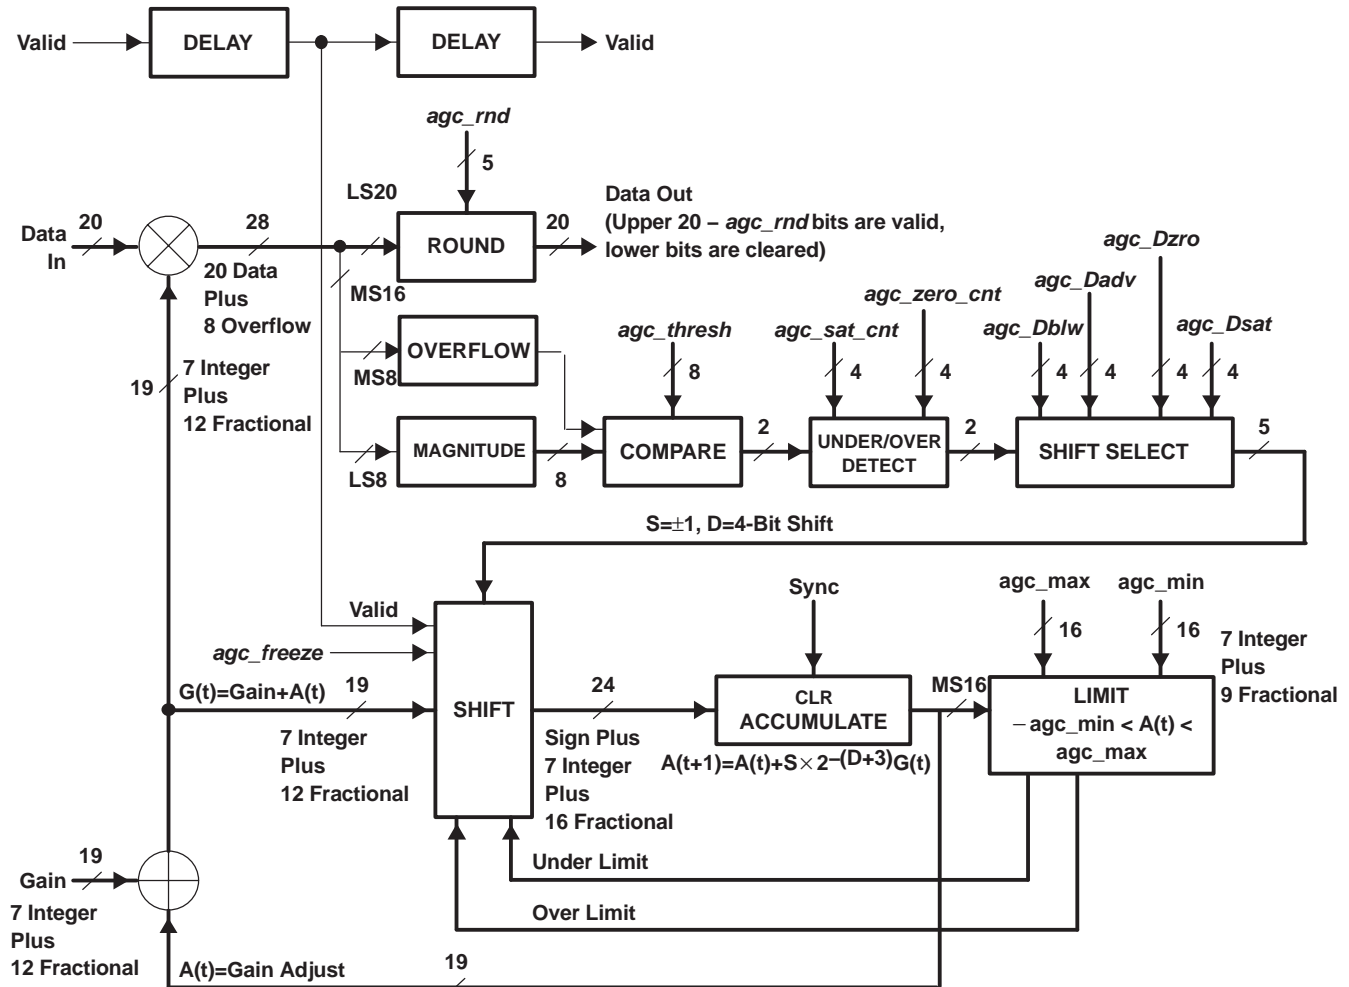 Valid
DELAY
DELAY
Valid
agc_rnd
5
LS20
Data In
20
28
20 Data
Plus
8 Overflow
ROUND
20
Data Out
(Upper 20 – agc_rnd bits are valid,
lower bits are cleared)
MS16
OVERFLOW
MS8
MAGNITUDE
LS8
8
agc_thresh
8
COMPARE
2
agc_sat_cnt
4
agc_zero_cnt
4
UNDER/OVER
DETECT
2
agc_Dblw
4
agc_Dadv
4
agc_Dzro
4
agc_Dsat
4
SHIFT SELECT
5
19
7 Integer
Plus
12 Fractional
S=±1, D=4-Bit Shift
Valid
agc_freeze
G(t)=Gain+A(t)
19
7 Integer
Plus
12 Fractional
SHIFT
24
Sign Plus
7 Integer
Plus
16 Fractional
Sync
CLR
ACCUMULATE
A(t+1)=A(t)+S×2–(D+3)G(t)
MS16
agc_max
16
agc_min
16
7 Integer
Plus
9 Fractional
LIMIT
–agc_min < A(t) <
agc_max
Under Limit
Over Limit
Gain
19
7 Integer
Plus
12 Fractional
A(t)=Gain Adjust
19